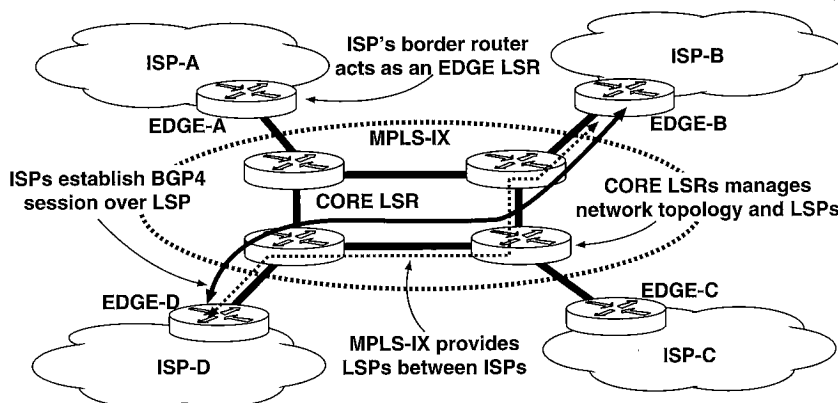 ISP-A
ISP's border router
acts as an EDGE LSR
ISP-B
EDGE-A
EDGE-B
MPLS-IX
ISPs establish BGP4
session over LSP
CORE LSR
CORE LSRs manages
network topology and LSPs
EDGE-D
EDGE-C
MPLS-IX provides
LSPs between ISPs
ISP-D
ISP-C